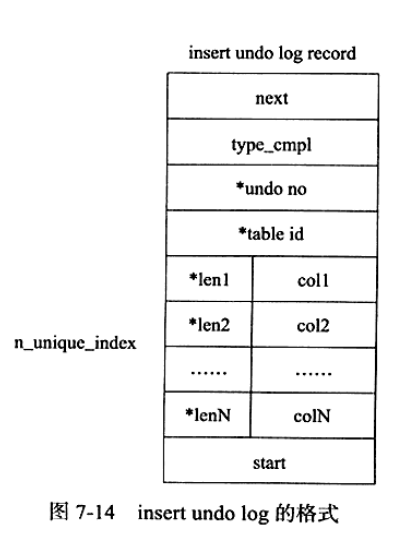 insert undo log record
next
type_cmpl
*undo no
*table id
*len1 col1
*len2 col2
n_unique_index
...... ......
*lenN colN
start
图 7-14 insert undo log 的格式